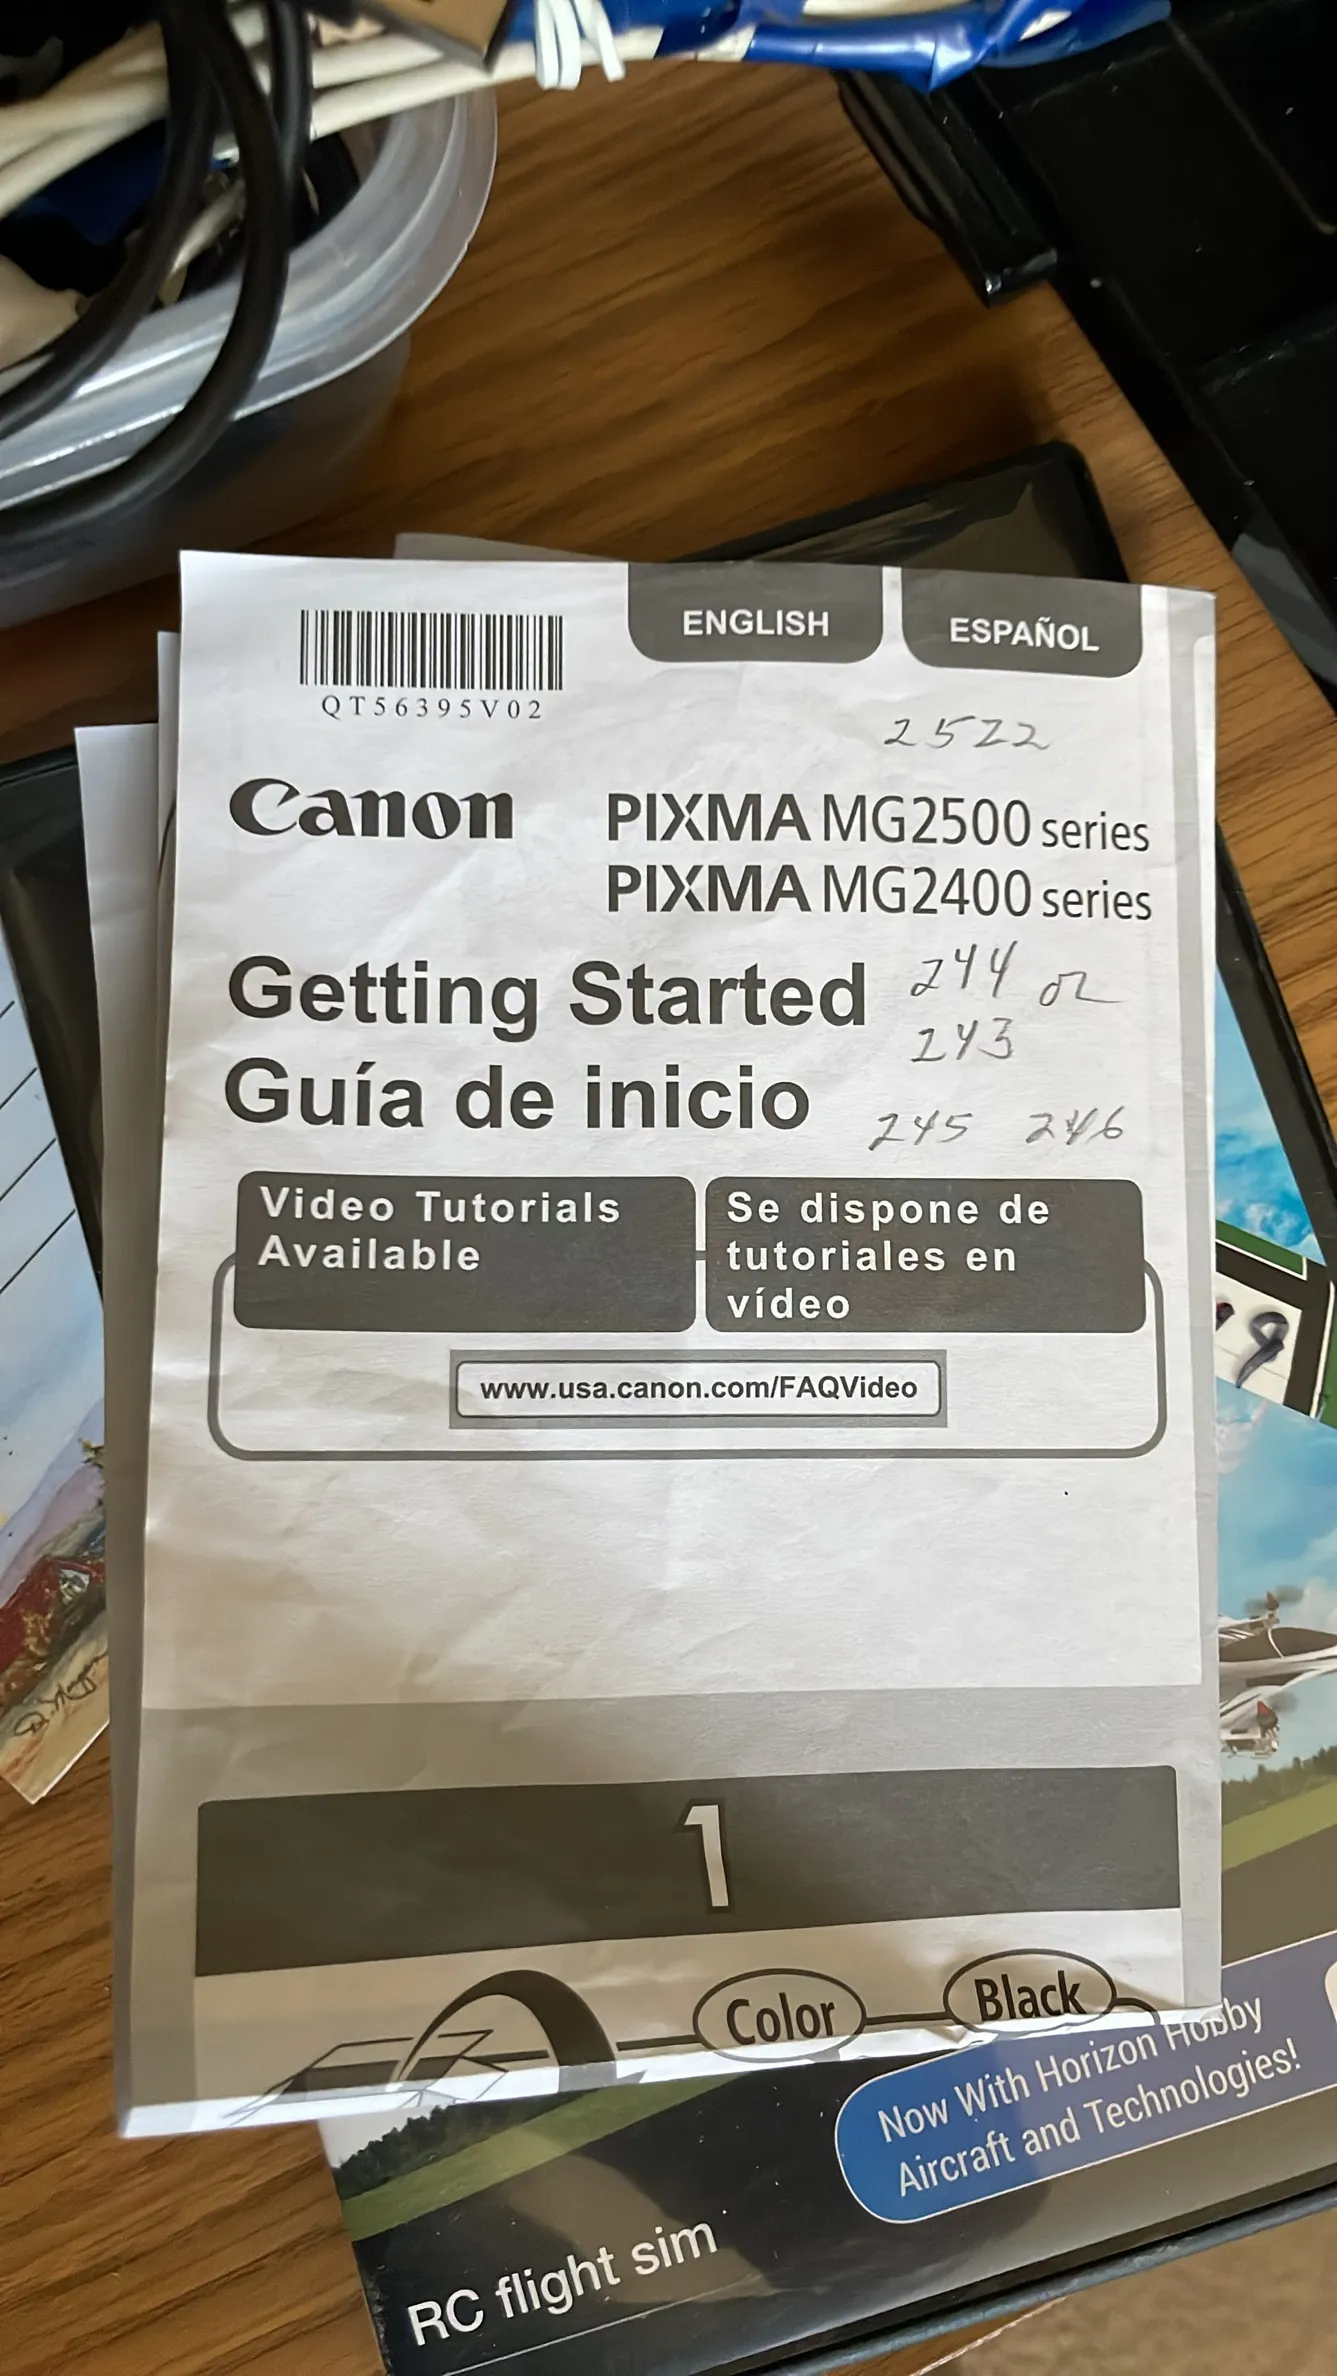 ENGLISH
ESPAÑOL
QT56395V02
2522
Canon
PIXMA MG2500 series
PIXMA MG2400 series
Getting Started
244 or
243
Guía de inicio
245 246
Video Tutorials
Available
Se dispone de
tutoriales en
vídeo
www.usa.canon.com/FAQVideo
1
Color
Black
Now With Horizon Hobby
Aircraft and Technologies!
RC flight sim